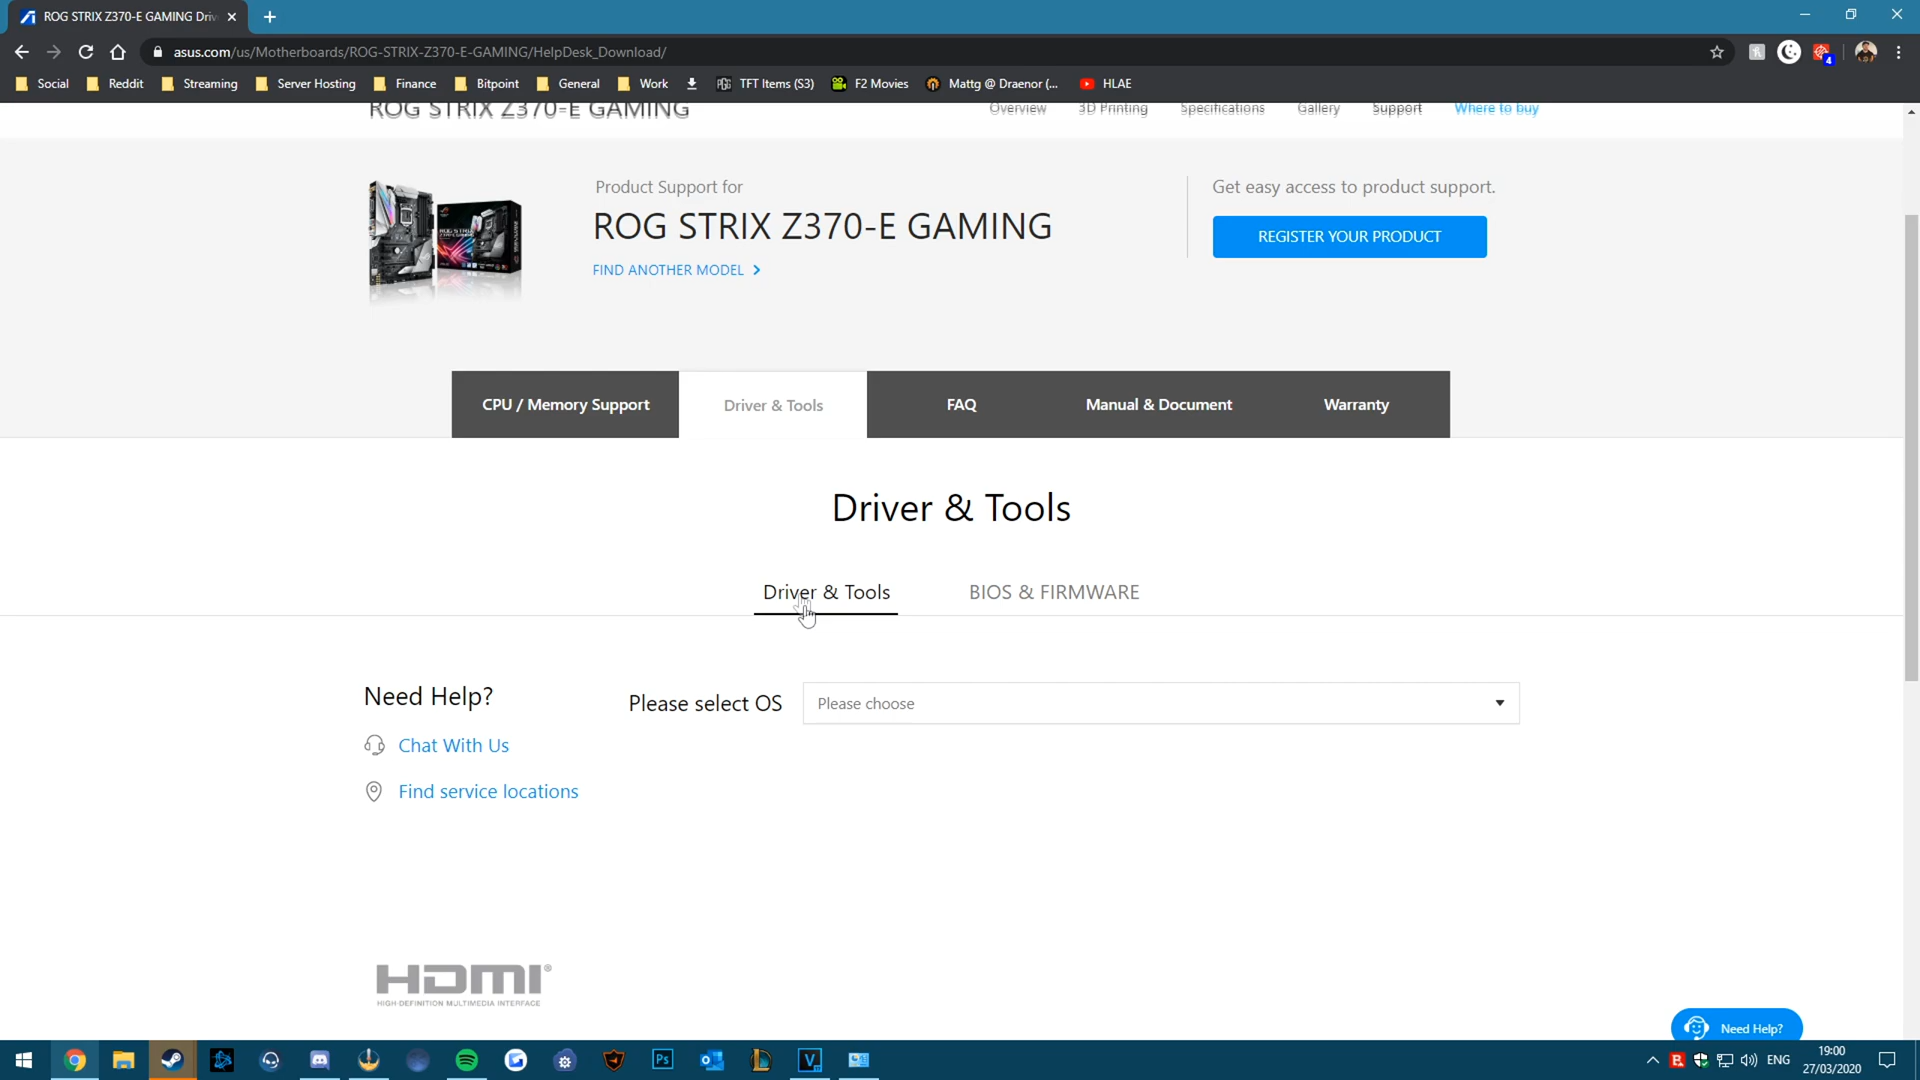 ROG STRIX Z370-E GAMING Driv
asus.com/us/Motherboards/ROG-STRIX-Z370-E-GAMING/HelpDesk_Download/
4
Social Reddit Streaming Server Hosting Finance Bitpoint General Work TFT Items (S3) F2 Movies Mattg @ Draenor (... HLAE
ROG STRIX Z370-E GAMING Overview 3D Printing Specifications Gallery Support Where to buy
Product Support for
ROG STRIX Z370-E GAMING
FIND ANOTHER MODEL
Get easy access to product support.
REGISTER YOUR PRODUCT
CPU / Memory Support Driver & Tools FAQ Manual & Document Warranty
Driver & Tools
Driver & Tools BIOS & FIRMWARE
Need Help?
Chat With Us
Find service locations
Please select OS Please choose
HDMI®
HIGH-DEFINITION MULTIMEDIA INTERFACE
Need Help?
Ps
ENG
19:00
27/03/2020